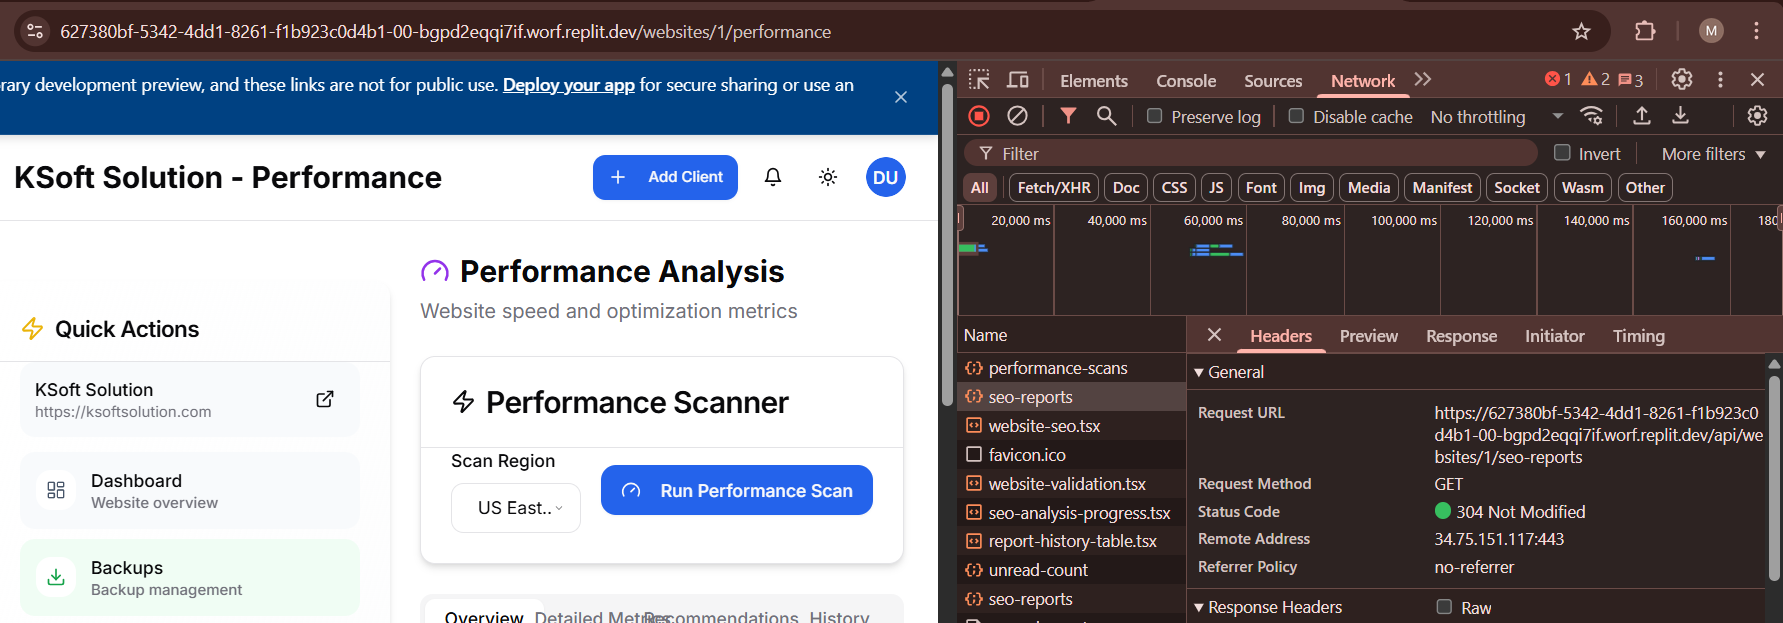 627380bf-5342-4dd1-8261-f1b923c0d4b1-00-bgpd2eqqi7if.worf.replit.dev/websites/1/performance
M
rary development preview, and these links are not for public use. Deploy your app for secure sharing or use an
KSoft Solution - Performance
+ Add Client
DU
Quick Actions
KSoft Solution
https://ksoftsolution.com
Dashboard
Website overview
Backups
Backup management
Performance Analysis
Website speed and optimization metrics
Performance Scanner
Scan Region
US East..
Run Performance Scan
Overview Detailed Metrics Recommendations History
Elements Console Sources Network 1 2 3
Preserve log Disable cache No throttling
Filter Invert More filters
All Fetch/XHR Doc CSS JS Font Img Media Manifest Socket Wasm Other
20,000 ms 40,000 ms 60,000 ms 80,000 ms 100,000 ms 120,000 ms 140,000 ms 160,000 ms 180
Name
performance-scans
seo-reports
website-seo.tsx
favicon.ico
website-validation.tsx
seo-analysis-progress.tsx
report-history-table.tsx
unread-count
seo-reports
Headers Preview Response Initiator Timing
General
Request URL
https://627380bf-5342-4dd1-8261-f1b923c0
d4b1-00-bgpd2eqqi7if.worf.replit.dev/api/we
bsites/1/seo-reports
Request Method GET
Status Code 304 Not Modified
Remote Address 34.75.151.117:443
Referrer Policy no-referrer
Response Headers Raw